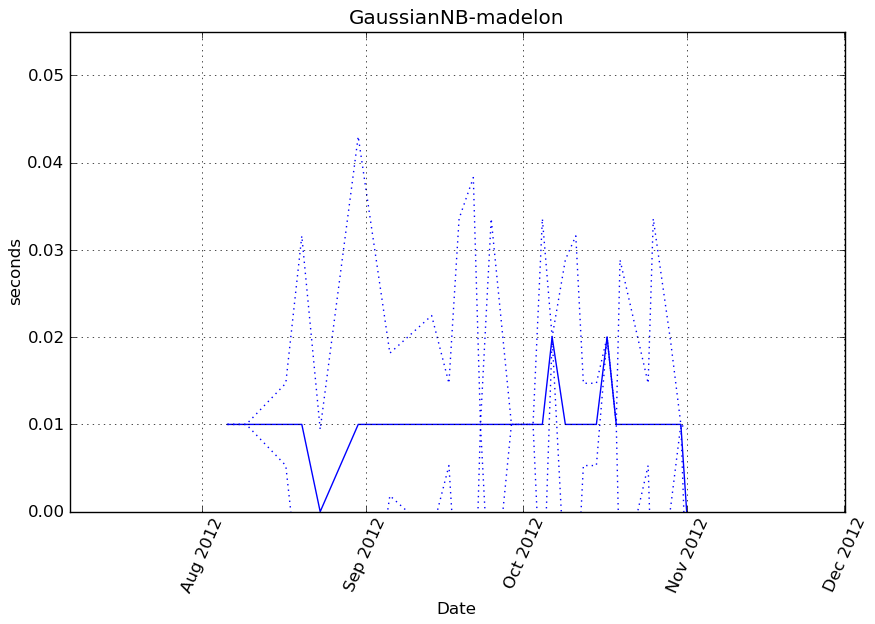 GaussianNB-madelon
0.05
0.04
0.03
0.02
0.01
0.00
seconds
Aug 2012
Sep 2012
Oct 2012
Nov 2012
Dec 2012
Date